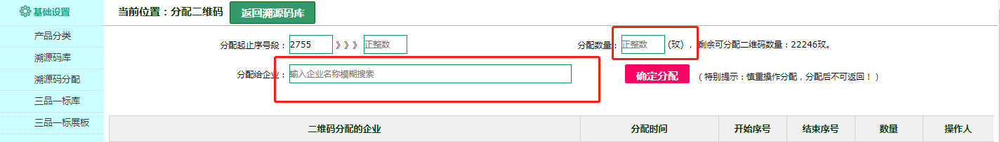 基础设置
产品分类
溯源码库
溯源码分配
三品一标库
三品一标展板
当前位置：分配二维码 返回溯源码库
分配起止序号段：2755 》》》 正整数 分配数量：正整数 (玫) ，剩余可分配二维码数量：22246玫。
分配给企业：输入企业名称模糊搜索 确定分配 （ 特别提示：慎重操作分配，分配后不可返回！）
二维码分配的企业 分配时间 开始序号 结束序号 数量 操作人